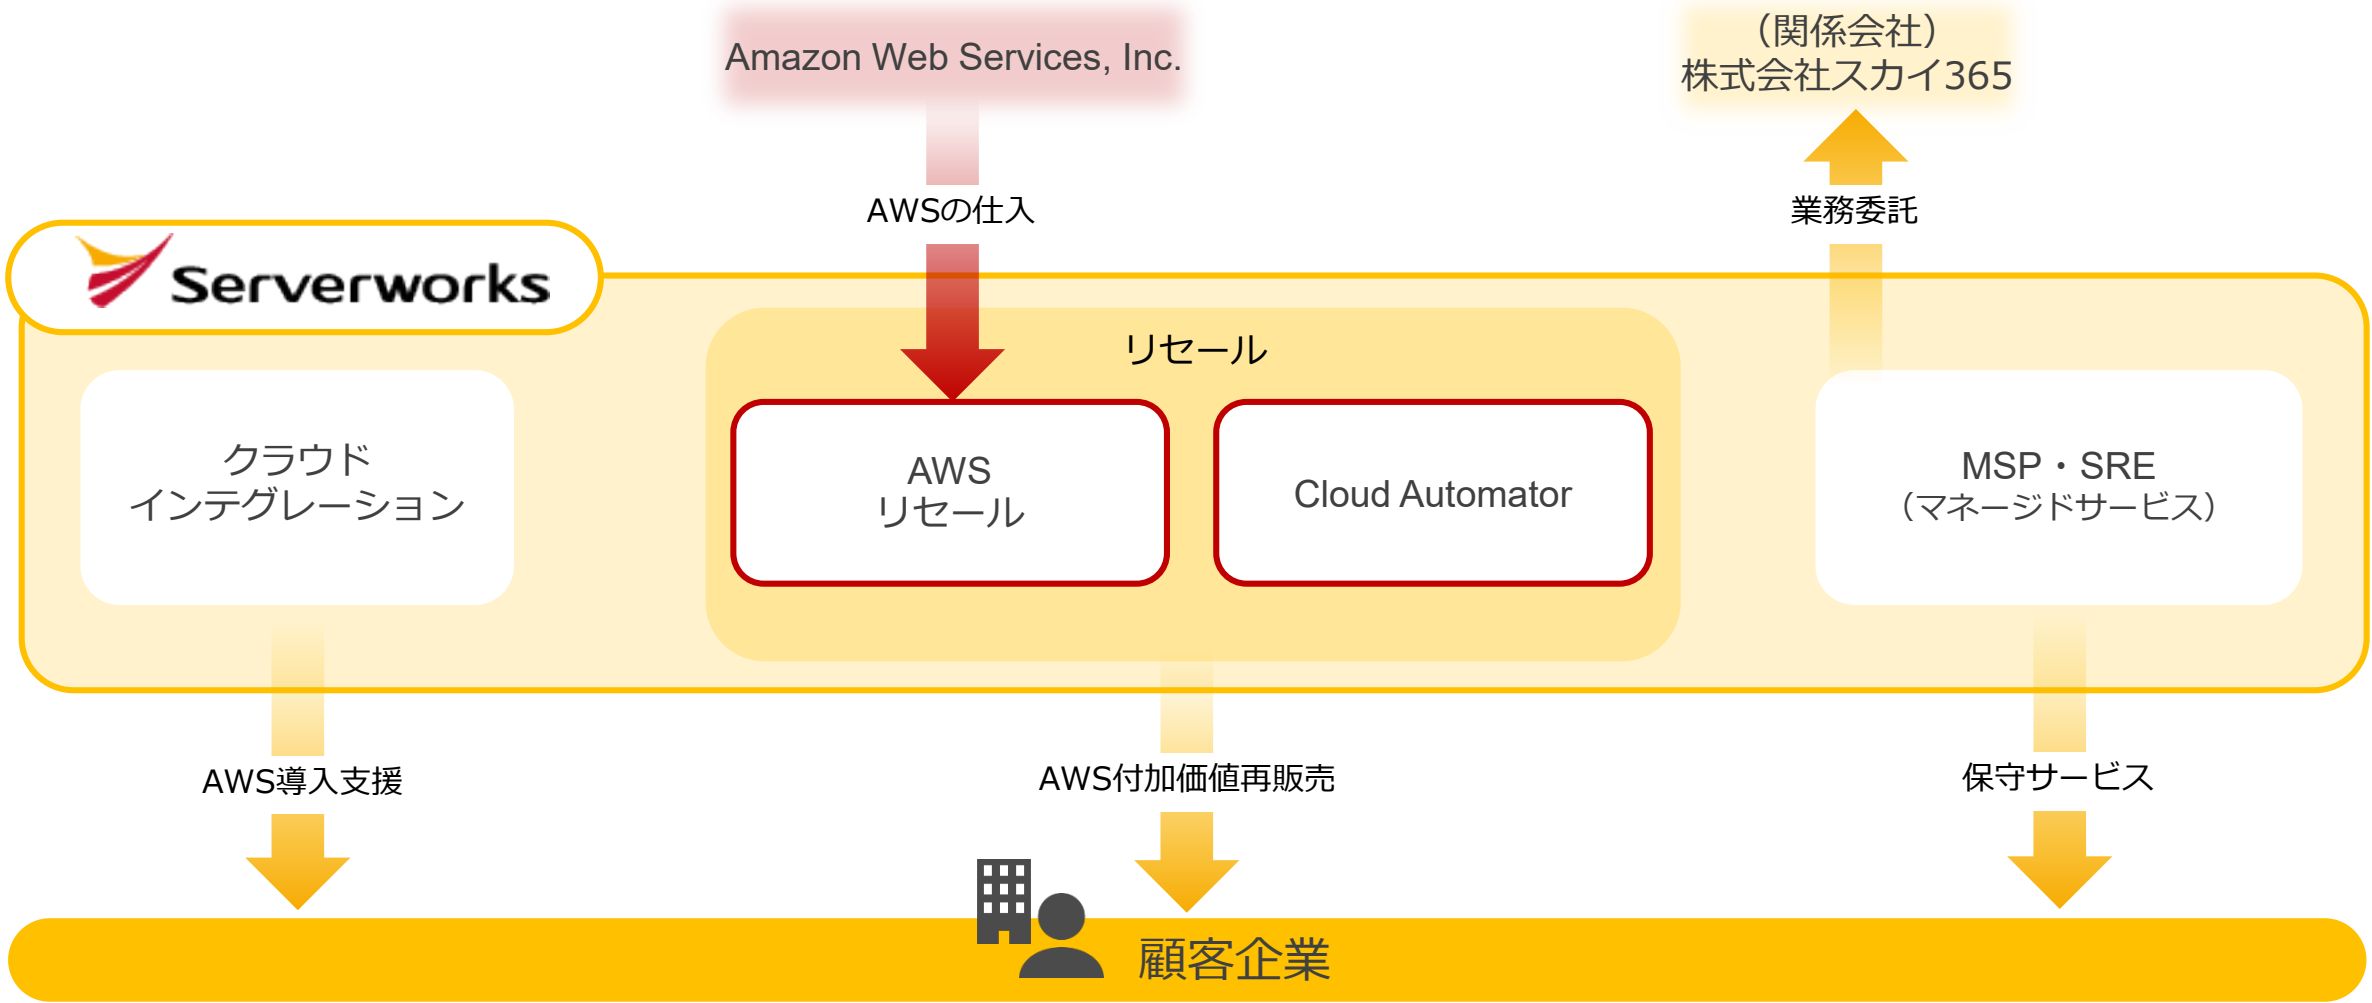 Amazon Web Services, Inc.
（関係会社）
株式会社スカイ365
AWSの仕入
業務委託
Serverworks
リセール
クラウド
インテグレーション
AWS
リセール
Cloud Automator
MSP・SRE
（マネージドサービス）
AWS導入支援
AWS付加価値再販売
保守サービス
顧客企業